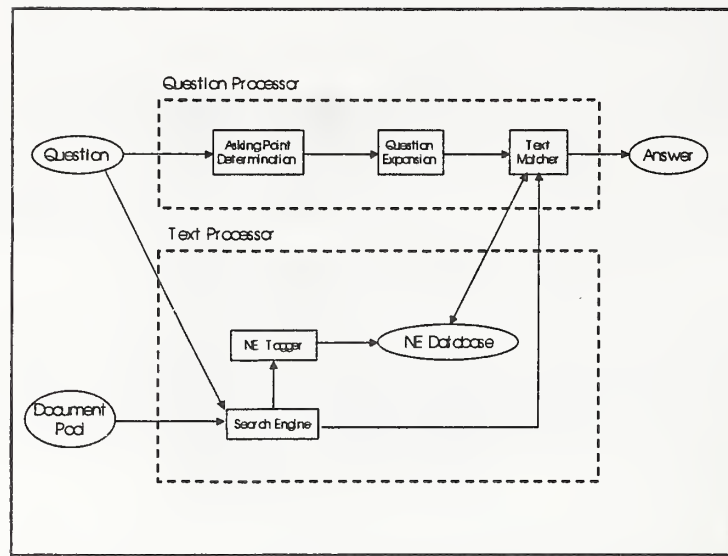 Question Processor
Question
Asking Point
Determination
Question
Expansion
Text
Matcher
Answer
Text Processor
NE Tagger
NE Database
Document
Pool
Search Engine